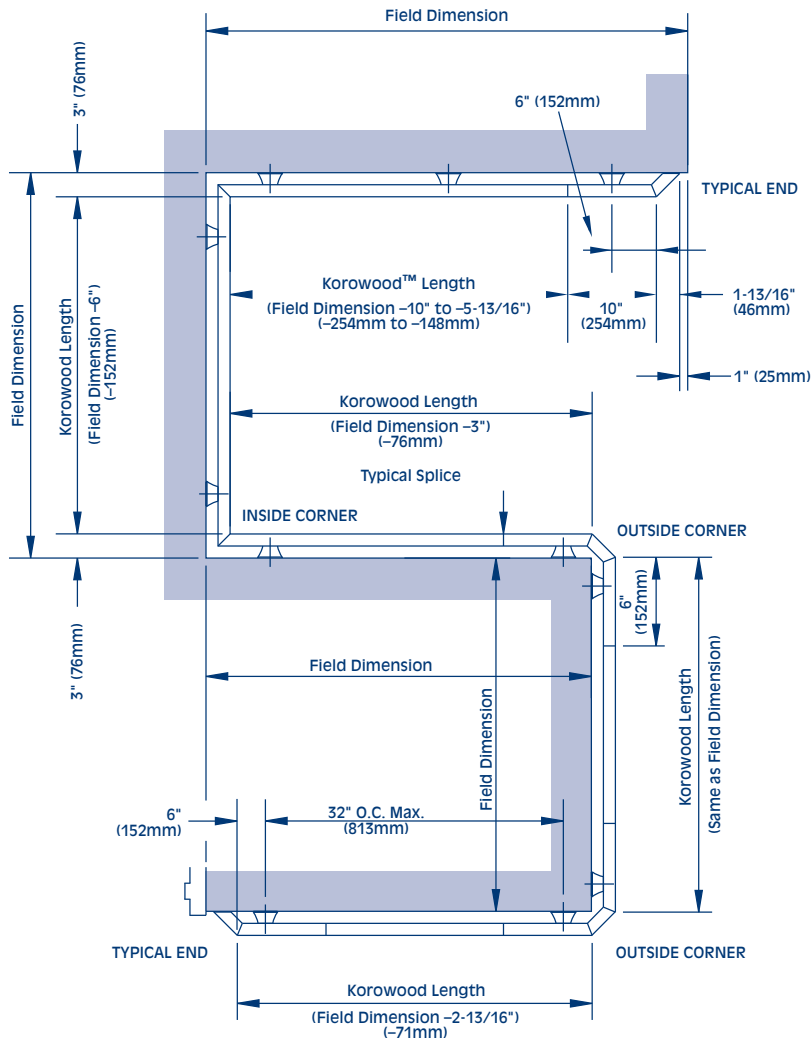 Field Dimension
3" (76mm)
6" (152mm)
TYPICAL END
Korowood™ Length
(Field Dimension –10" to –5-13/16")
(–254mm to –148mm)
10"
(254mm)
1-13/16"
(46mm)
1" (25mm)
Field Dimension
Korowood Length
(Field Dimension –6")
(–152mm)
Korowood Length
(Field Dimension –3")
(–76mm)
Typical Splice
INSIDE CORNER
OUTSIDE CORNER
3" (76mm)
6"
(152mm)
Field Dimension
Field Dimension
Korowood Length
(Same as Field Dimension)
6"
(152mm)
32" O.C. Max.
(813mm)
TYPICAL END
OUTSIDE CORNER
Korowood Length
(Field Dimension –2-13/16")
(–71mm)